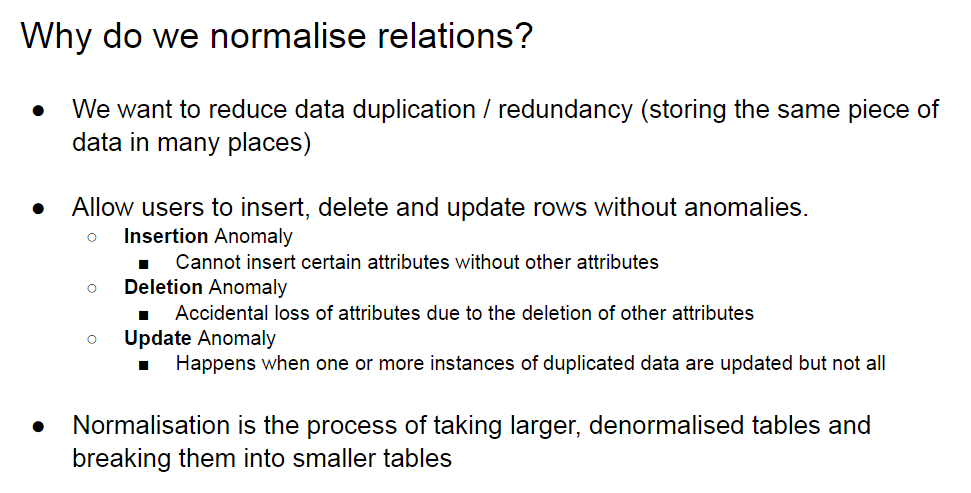 Why do we normalise relations?
● We want to reduce data duplication / redundancy (storing the same piece of
data in many places)
● Allow users to insert, delete and update rows without anomalies.
○ Insertion Anomaly
■ Cannot insert certain attributes without other attributes
○ Deletion Anomaly
■ Accidental loss of attributes due to the deletion of other attributes
○ Update Anomaly
■ Happens when one or more instances of duplicated data are updated but not all
● Normalisation is the process of taking larger, denormalised tables and
breaking them into smaller tables